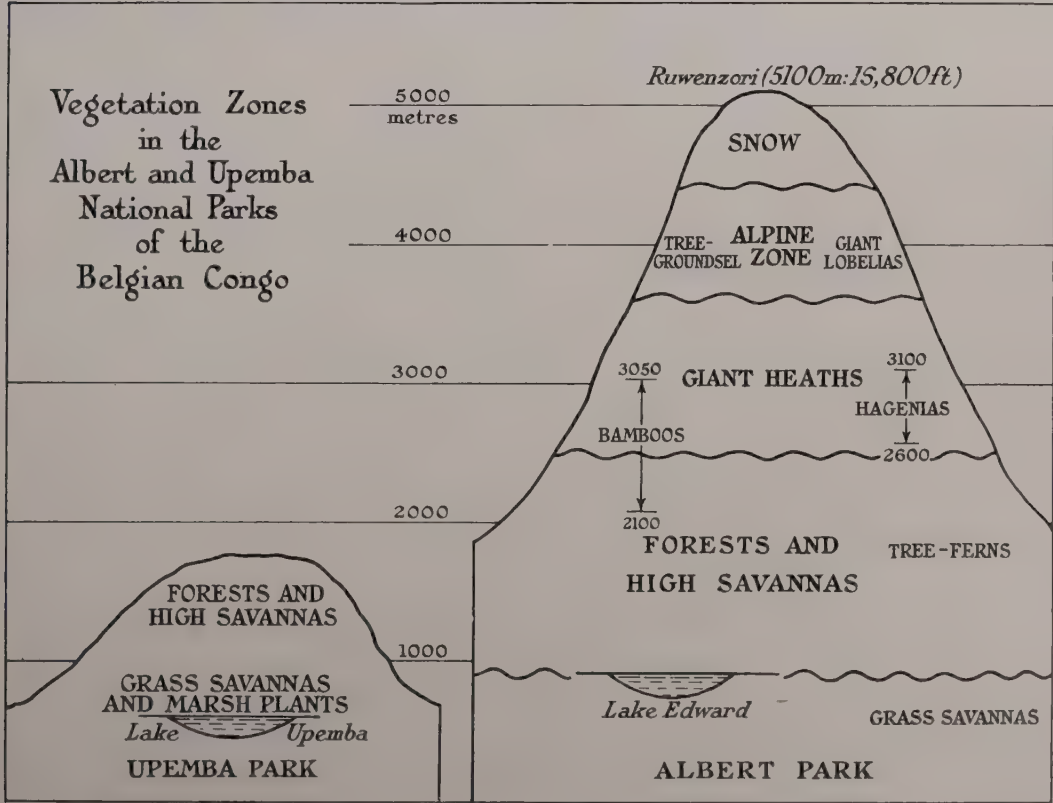 Vegetation Zones
in the
Albert and Upemba
National Parks
of the
Belgian Congo
5000
metres
4000
3000
2000
1000
Ruwenzori (5100m: 15,800ft)
SNOW
TREE-
GROUNDSEL
ALPINE
ZONE
GIANT
LOBELIAS
3050
GIANT HEATHS
3100
HAGENIAS
BAMBOOS
2600
2100
FORESTS AND
HIGH SAVANNAS
TREE-FERNS
Lake Edward
GRASS SAVANNAS
ALBERT PARK
FORESTS AND
HIGH SAVANNAS
GRASS SAVANNAS
AND MARSH PLANTS
Lake Upemba
UPEMBA PARK